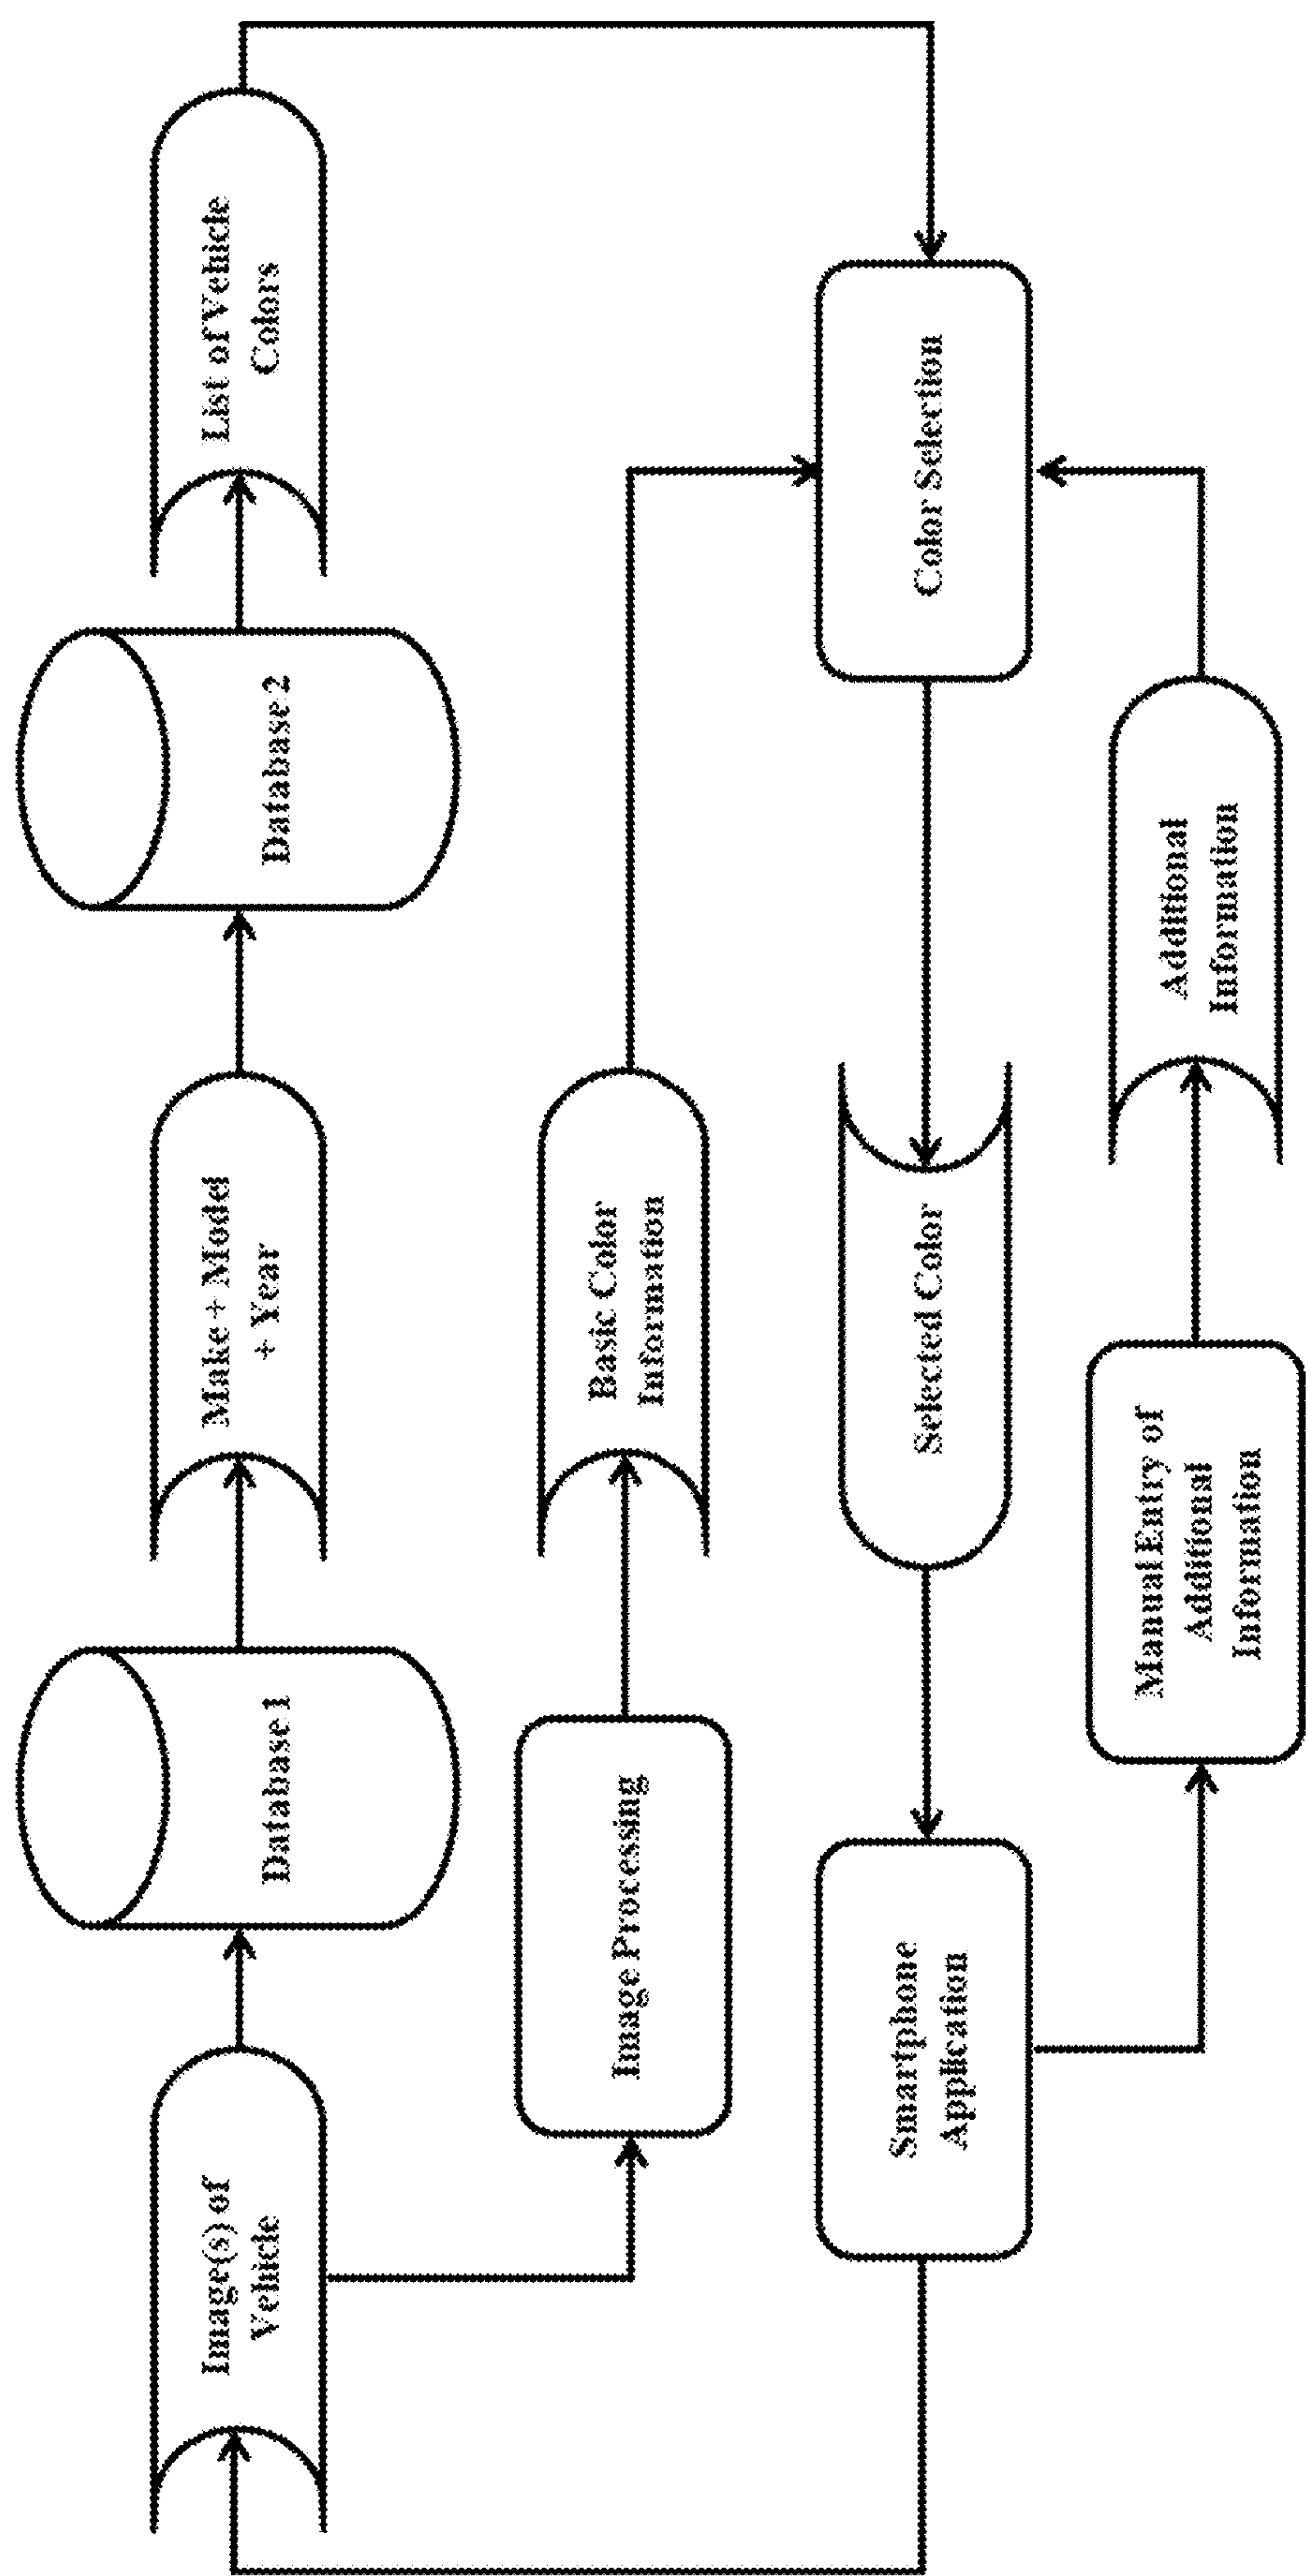 Image(s) of
Vehicle
Database 1
Make + Model
+ Year
Database 2
List of Vehicle
Colors
Image Processing
Basic Color
Information
Smartphone
Application
Selected Color
Color Selection
Manual Entry of
Additional
Information
Additional
Information